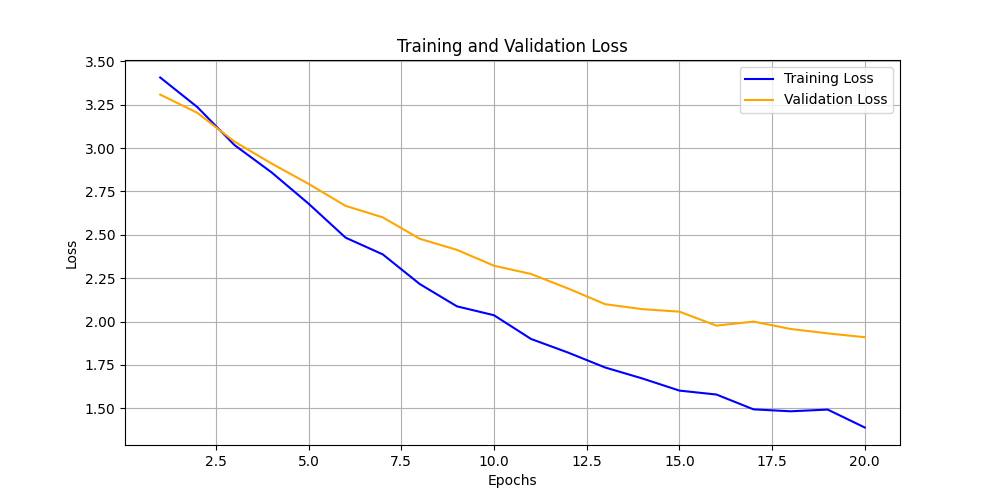 Training and Validation Loss
3.50
3.25
3.00
2.75
2.50
2.25
2.00
1.75
1.50
Loss
Training Loss
Validation Loss
2.5 5.0 7.5 10.0 12.5 15.0 17.5 20.0
Epochs